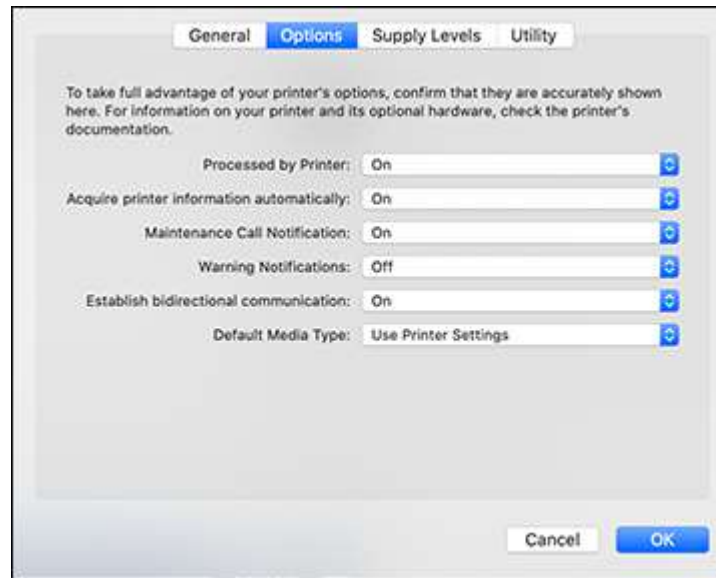 General Options Supply Levels Utility
To take full advantage of your printer's options, confirm that they are accurately shown
here. For information on your printer and its optional hardware, check the printer's
documentation.
Processed by Printer: On
Acquire printer information automatically: On
Maintenance Call Notification: On
Warning Notifications: Off
Establish bidirectional communication: On
Default Media Type: Use Printer Settings
Cancel OK